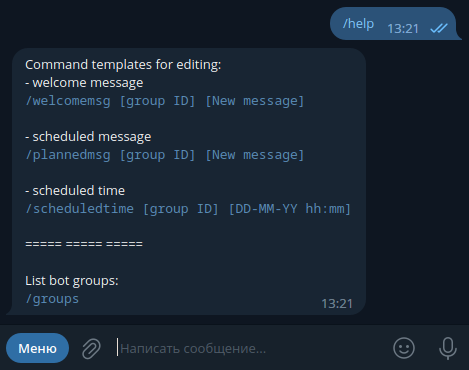 /help
13:21
Command templates for editing:
- welcome message
/welcomemsg [group ID] [New message]
- scheduled message
/plannedmsg [group ID] [New message]
- scheduled time
/scheduledtime [group ID] [DD-MM-YY hh:mm]
===== ===== =====
List bot groups:
/groups
13:21
Меню
Написать сообщение...